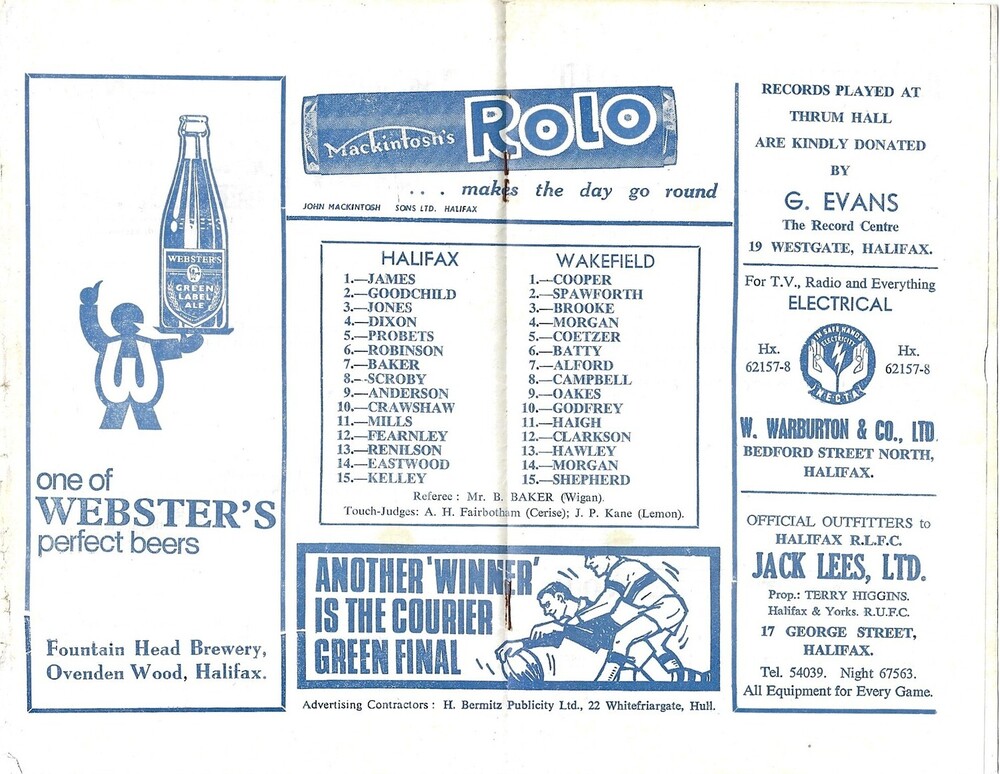 WEBSTER'S
GREEN
LABEL
ALE
one of
WEBSTER'S
perfect beers
Fountain Head Brewery,
Ovenden Wood, Halifax.
Mackintosh's ROLO
. . . makes the day go round
JOHN MACKINTOSH SONS LTD. HALIFAX
HALIFAX
1.—JAMES
2.—GOODCHILD
3.—JONES
4.—DIXON
5.—PROBETS
6.—ROBINSON
7.—BAKER
8.--SCROBY
9.—ANDERSON
10.—CRAWSHAW
11.—MILLS
12.—FEARNLEY
13.—RENILSON
14.—EASTWOOD
15.—KELLEY
WAKEFIELD
1.—COOPER
2.—SPAWFORTH
3.—BROOKE
4.—MORGAN
5.—COETZER
6.—BATTY
7.—ALFORD
8.—CAMPBELL
9.—OAKES
10.—GODFREY
11.—HAIGH
12.—CLARKSON
13.—HAWLEY
14.—MORGAN
15.—SHEPHERD
Referee : Mr. B. BAKER (Wigan).
Touch-Judges: A. H. Fairbotham (Cerise); J. P. Kane (Lemon).
ANOTHER 'WINNER'
IS THE COURIER
GREEN FINAL
Advertising Contractors : H. Bermitz Publicity Ltd., 22 Whitefriargate, Hull.
RECORDS PLAYED AT
THRUM HALL
ARE KINDLY DONATED
BY
G. EVANS
The Record Centre
19 WESTGATE, HALIFAX.
For T.V., Radio and Everything
ELECTRICAL
Hx.
62157-8
IN SAFE HANDS
ELECTRICITY
N.E.C.T.A.
Hx.
62157-8
W. WARBURTON & CO., LTD.
BEDFORD STREET NORTH,
HALIFAX.
OFFICIAL OUTFITTERS to
HALIFAX R.L.F.C.
JACK LEES, LTD.
Prop.: TERRY HIGGINS.
Halifax & Yorks. R.U.F.C.
17 GEORGE STREET,
HALIFAX.
Tel. 54039. Night 67563.
All Equipment for Every Game.